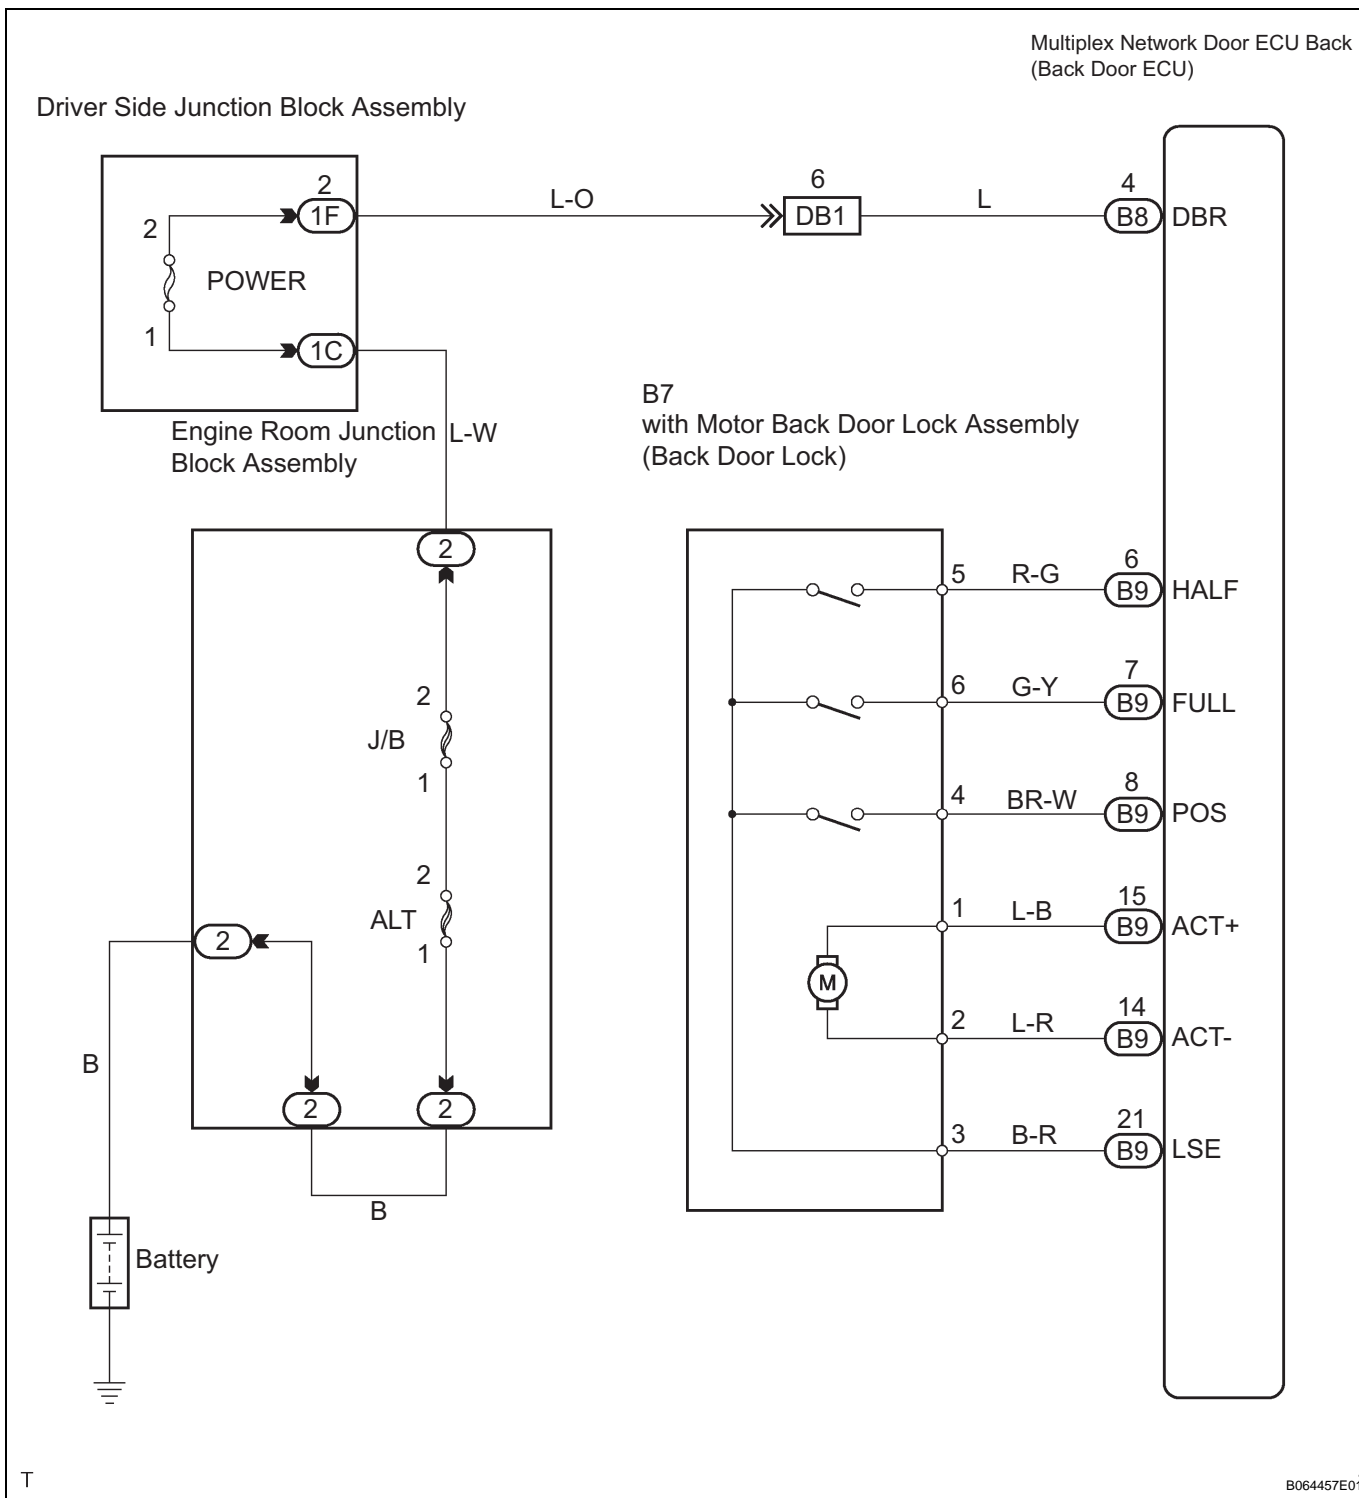 Multiplex Network Door ECU Back
(Back Door ECU)
Driver Side Junction Block Assembly
2
1F
L-O
6
DB1
L
4
B8
DBR
2
POWER
1
1C
L-W
Engine Room Junction
Block Assembly
B7
with Motor Back Door Lock Assembly
(Back Door Lock)
2
5
R-G
6
B9
HALF
2
J/B
1
6
G-Y
7
B9
FULL
4
BR-W
8
B9
POS
2
ALT
1
2
1
L-B
15
B9
ACT+
M
2
L-R
14
B9
ACT-
B
2
2
3
B-R
21
B9
LSE
B
Battery
T
B064457E01